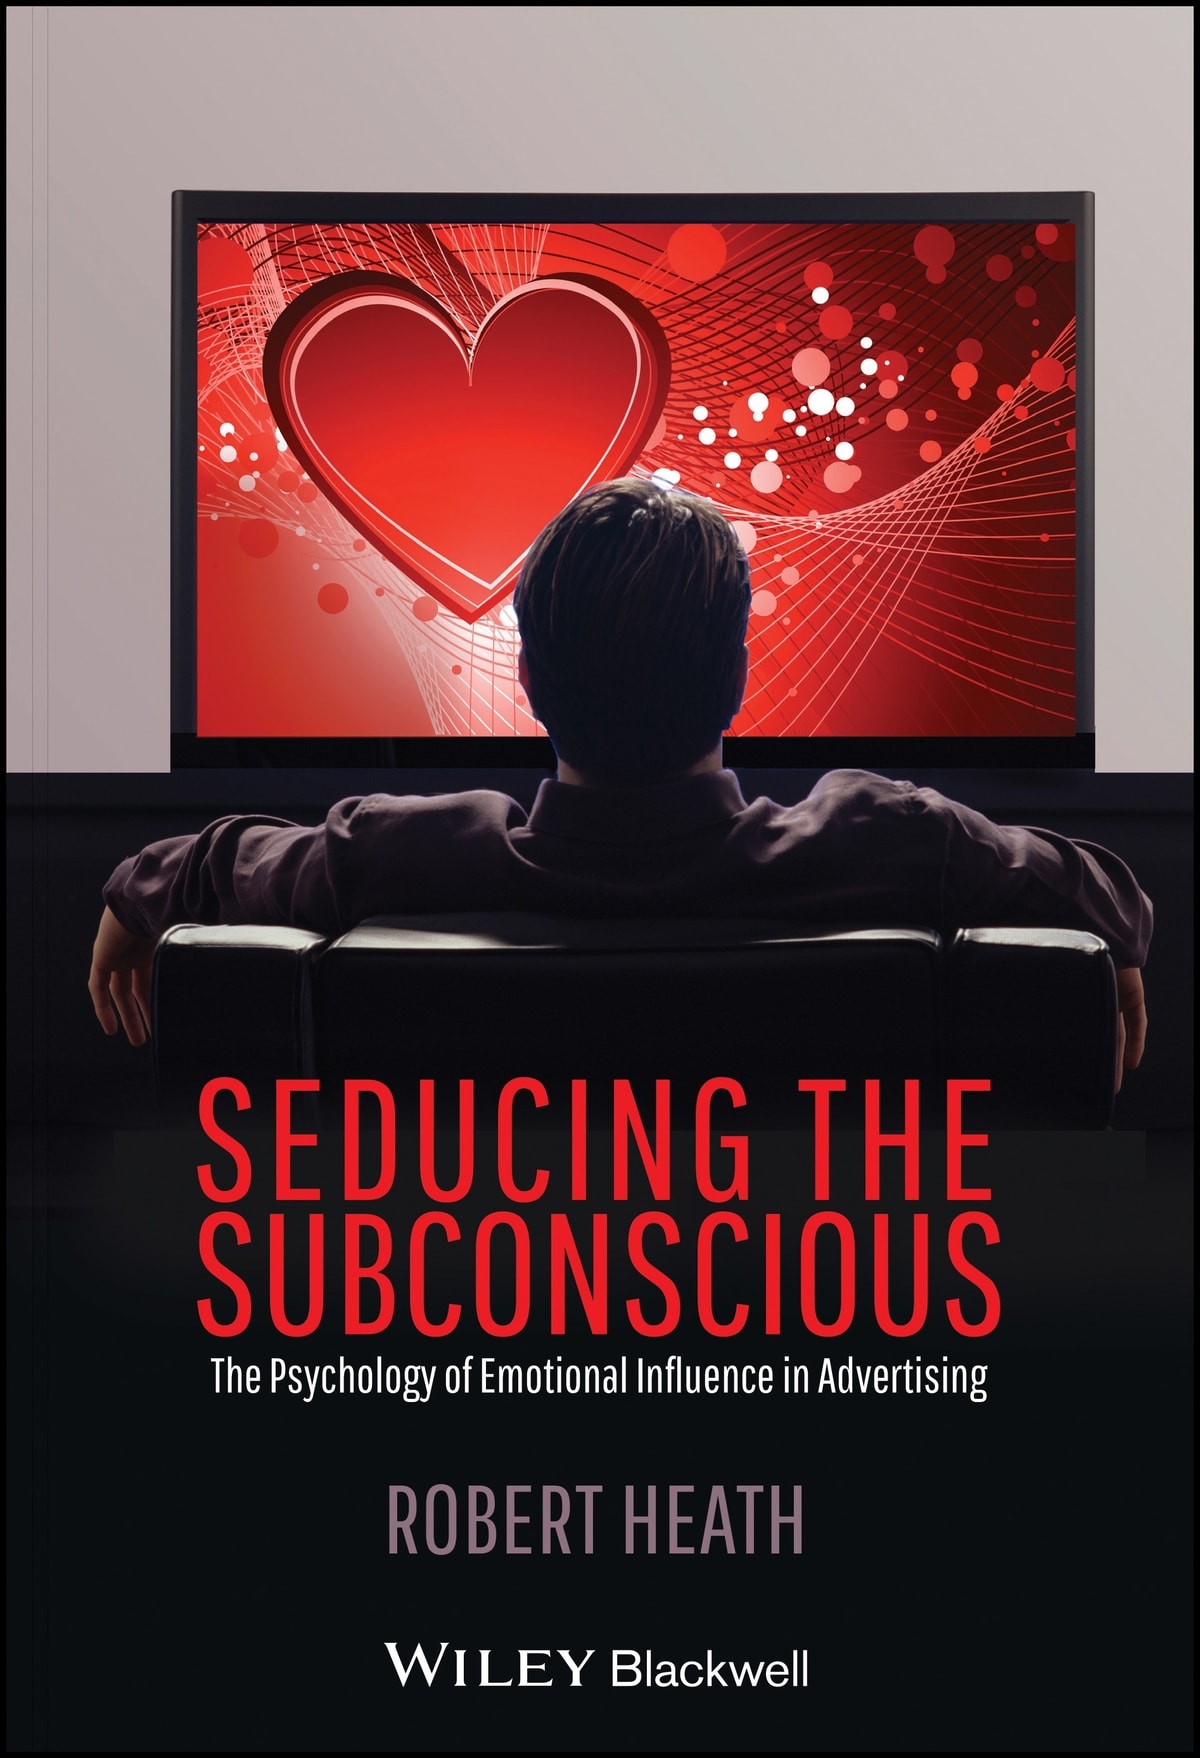 SEDUCING THE
SUBCONSCIOUS
The Psychology of Emotional Influence in Advertising
ROBERT HEATH
WILEY Blackwell